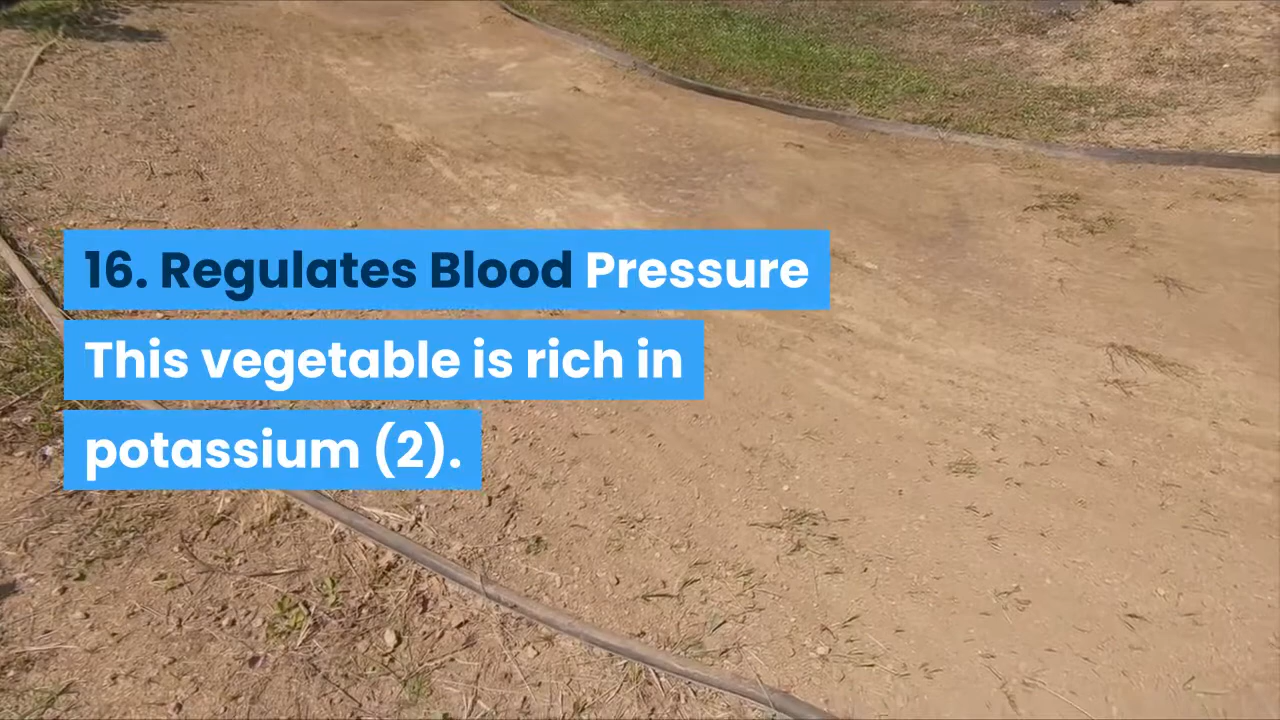 16. Regulates Blood Pressure
This vegetable is rich in
potassium (2).